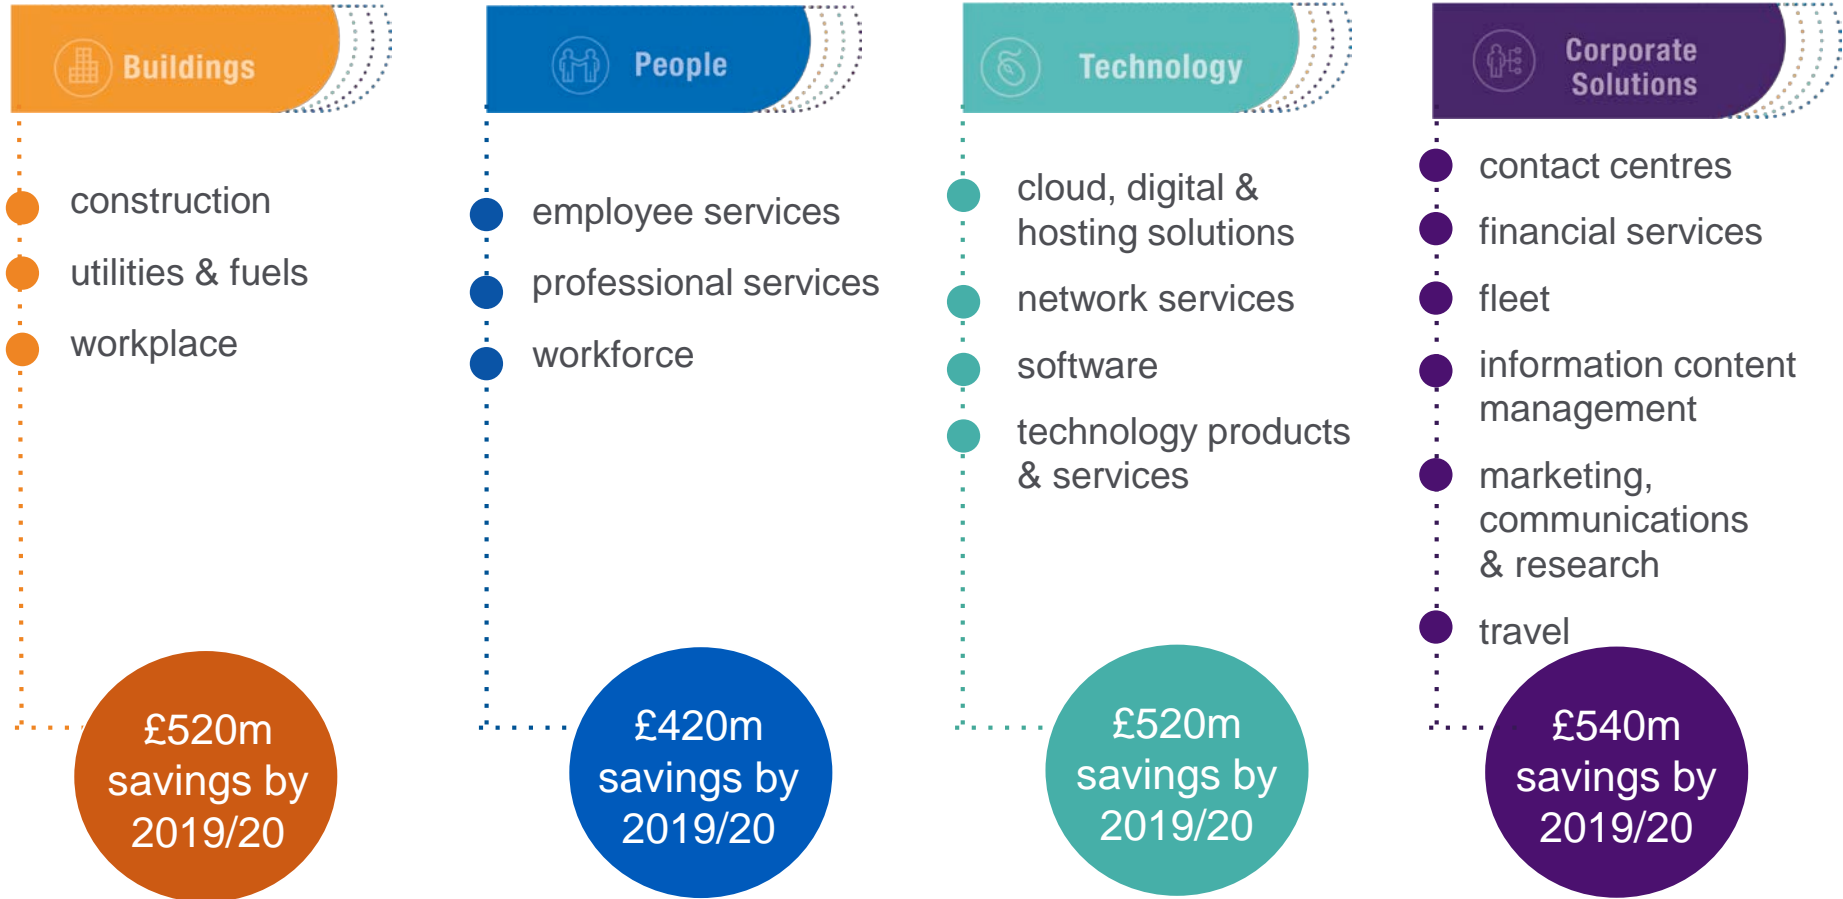 Buildings
construction
utilities & fuels
workplace
£520m
savings by
2019/20
People
employee services
professional services
workforce
£420m
savings by
2019/20
Technology
cloud, digital &
hosting solutions
network services
software
technology products
& services
£520m
savings by
2019/20
Corporate
Solutions
contact centres
financial services
fleet
information content
management
marketing,
communications
& research
travel
£540m
savings by
2019/20